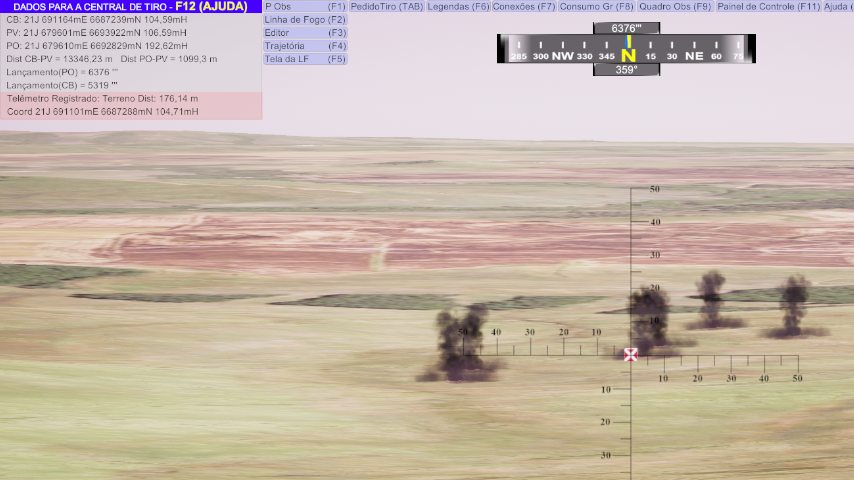 DADOS PARA A CENTRAL DE TIRO - F12 (AJUDA)
CB: 21J 691164mE 6687239mN 104,59mH
PV: 21J 679601mE 6693922mN 106,59mH
PO: 21J 679610mE 6692829mN 192,62mH
Dist CB-PV = 13346,23 m   Dist PO-PV = 1099,3 m
Lançamento(PO) = 6376 '''
Lançamento(CB) = 5319 '''
Telêmetro Registrado: Terreno Dist: 176,14 m
Coord 21J 691101mE 6687288mN 104,71mH
P Obs (F1)
Linha de Fogo (F2)
Editor (F3)
Trajetória (F4)
Tela da LF (F5)
PedidoTiro (TAB) Legendas (F6) Conexões (F7) Consumo Gr (F8) Quadro Obs (F9) Painel de Controle (F11) Ajuda (
6376'''
285 300 NW 330 345 N 15 30 NE 60 75
359°
50
40
30
20
10
50 40 30 20 10
10 20 30 40 50
10
20
30